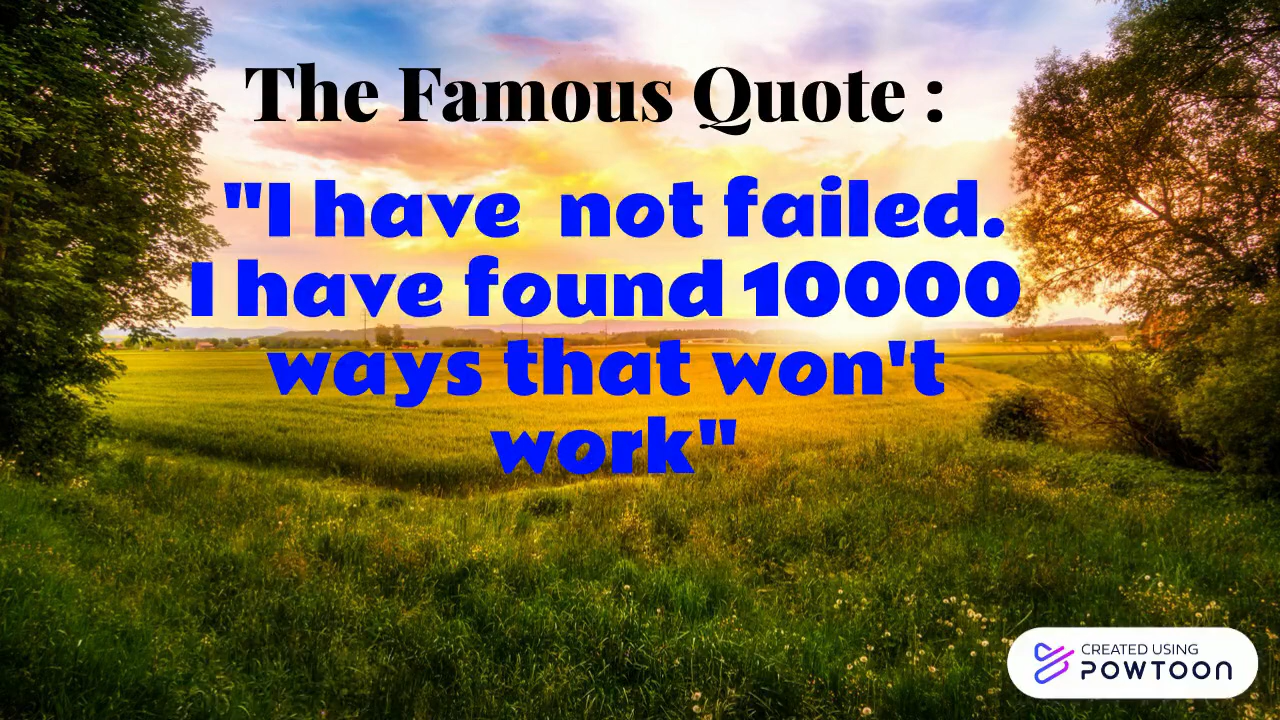 The Famous Quote :
"I have  not failed.
I have found 10000
ways that won't
work"
CREATED USING
POWTOON